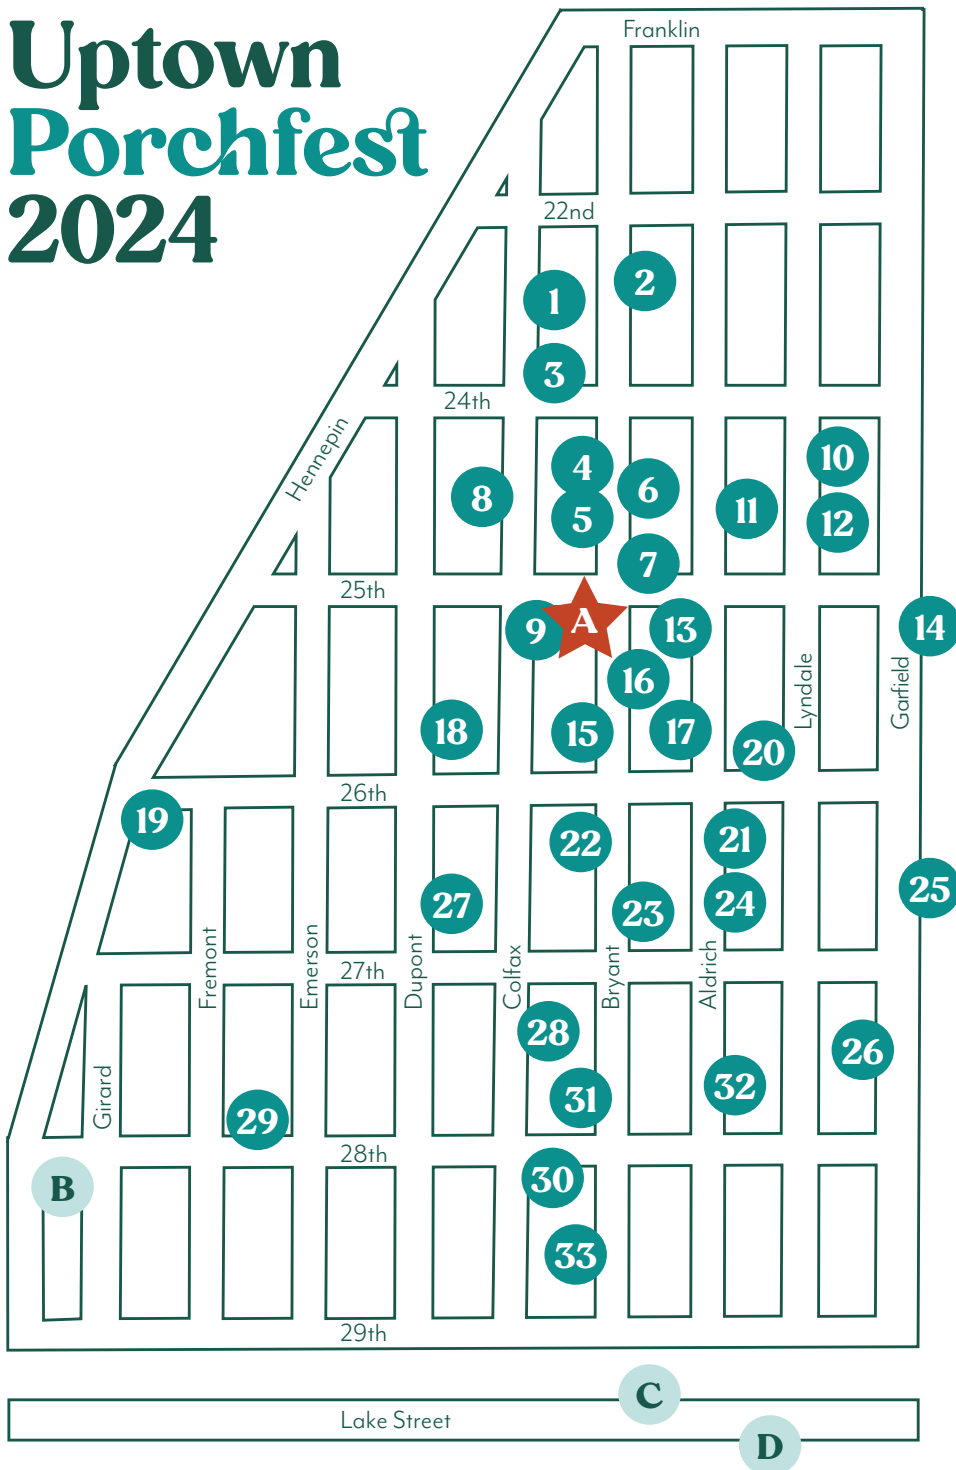 Uptown
Porchfest
2024
Franklin
22nd
1
2
3
24th
Hennepin
4
5
6
7
8
10
11
12
25th
9
A
13
14
16
15
17
18
20
Lyndale
Garfield
26th
19
21
22
23
24
25
27
Fremont
Emerson
Dupont
Colfax
Bryant
Aldrich
27th
28
26
31
32
29
Girard
28th
B
30
33
29th
C
Lake Street
D